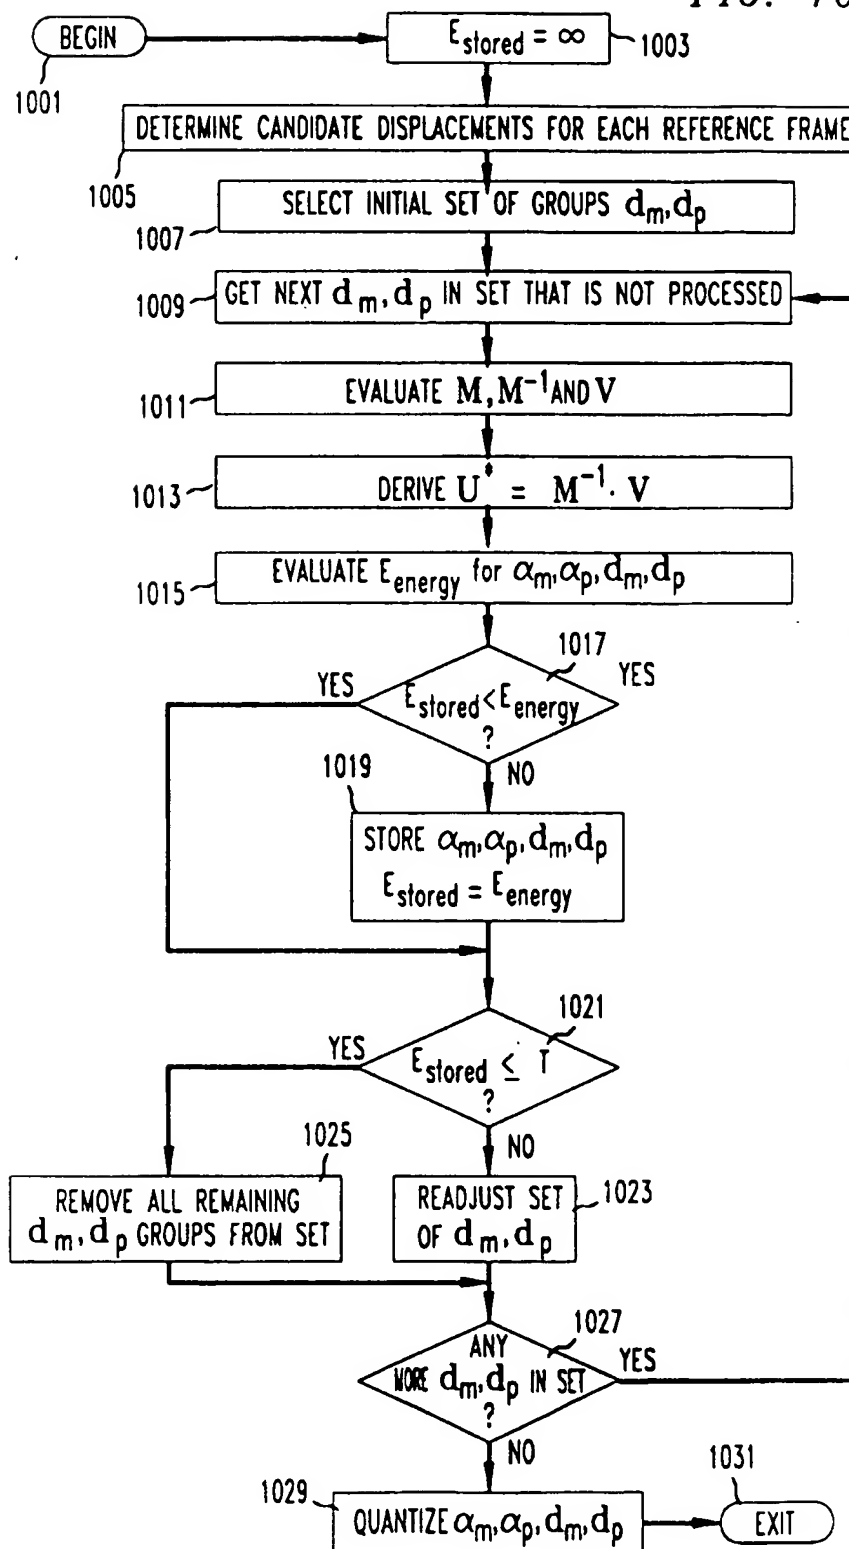 FIG. 10
BEGIN
E_stored = ∞
1003
1001
DETERMINE CANDIDATE DISPLACEMENTS FOR EACH REFERENCE FRAME
1005
SELECT INITIAL SET OF GROUPS d_m, d_p
1007
GET NEXT d_m, d_p IN SET THAT IS NOT PROCESSED
1009
EVALUATE M, M⁻¹ AND V
1011
DERIVE U* = M⁻¹ · V
1013
EVALUATE E_energy for α_m, α_p, d_m, d_p
1015
1017
YES
YES
E_stored < E_energy
?
NO
1019
STORE α_m, α_p, d_m, d_p
E_stored = E_energy
1021
YES
E_stored ≤ T
?
NO
1025
REMOVE ALL REMAINING
d_m, d_p GROUPS FROM SET
READJUST SET
OF d_m, d_p
1023
1027
ANY
MORE d_m, d_p IN SET
?
YES
NO
1029
QUANTIZE α_m, α_p, d_m, d_p
1031
EXIT